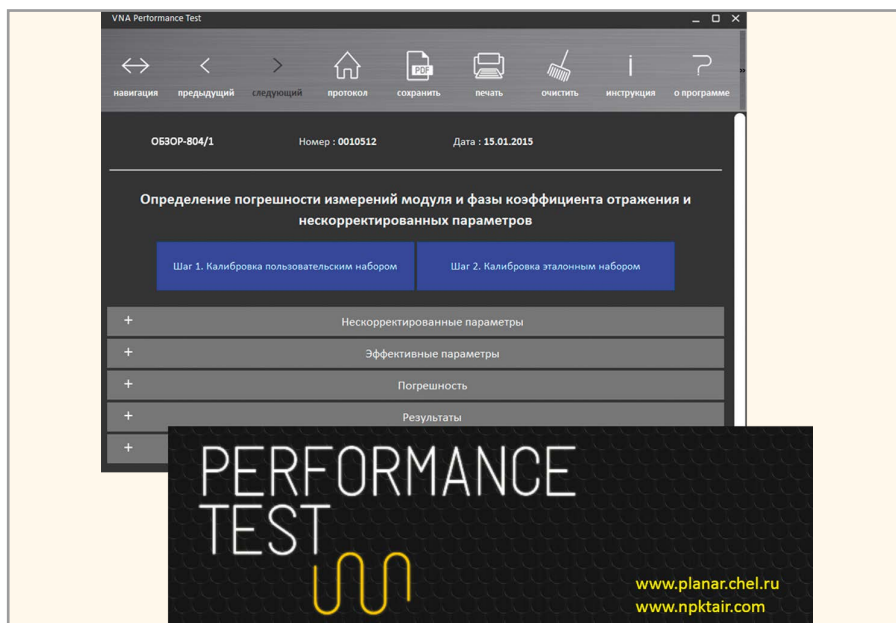 VNA Performance Test
навигация предыдущий следующий протокол PDF сохранить печать очистить инструкция о программе »
ОБЗОР-804/1 Номер : 0010512 Дата : 15.01.2015
Определение погрешности измерений модуля и фазы коэффициента отражения и
нескорректированных параметров
Шаг 1. Калибровка пользовательским набором Шаг 2. Калибровка эталонным набором
+ Нескорректированные параметры
+ Эффективные параметры
+ Погрешность
+ Результаты
+
PERFORMANCE
TEST
www.planar.chel.ru
www.npktair.com